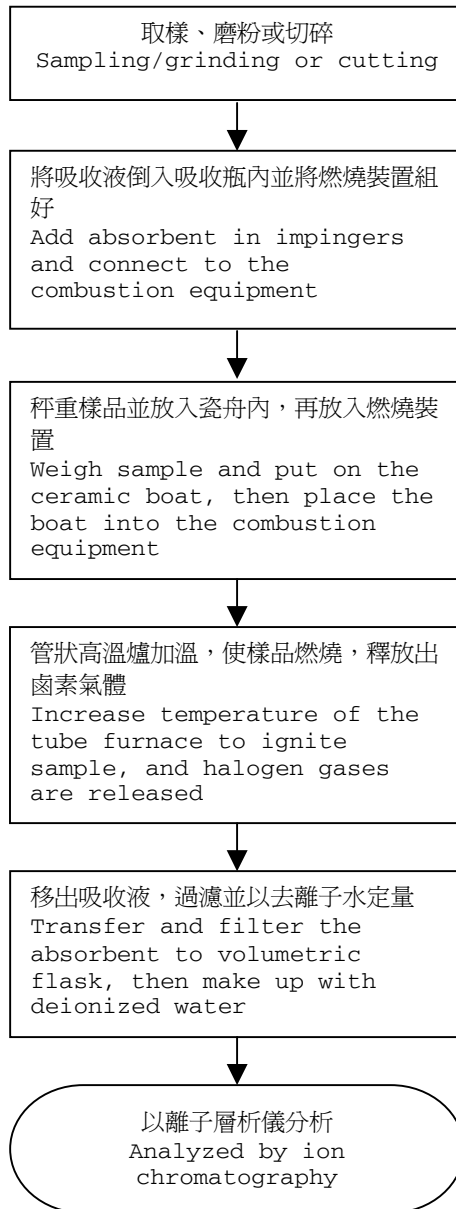 取樣、磨粉或切碎
Sampling/grinding or cutting
將吸收液倒入吸收瓶內並將燃燒裝置組
好
Add absorbent in impingers
and connect to the
combustion equipment
秤重樣品並放入瓷舟內，再放入燃燒裝
置
Weigh sample and put on the
ceramic boat, then place the
boat into the combustion
equipment
管狀高溫爐加溫，使樣品燃燒，釋放出
鹵素氣體
Increase temperature of the
tube furnace to ignite
sample, and halogen gases
are released
移出吸收液，過濾並以去離子水定量
Transfer and filter the
absorbent to volumetric
flask, then make up with
deionized water
以離子層析儀分析
Analyzed by ion
chromatography